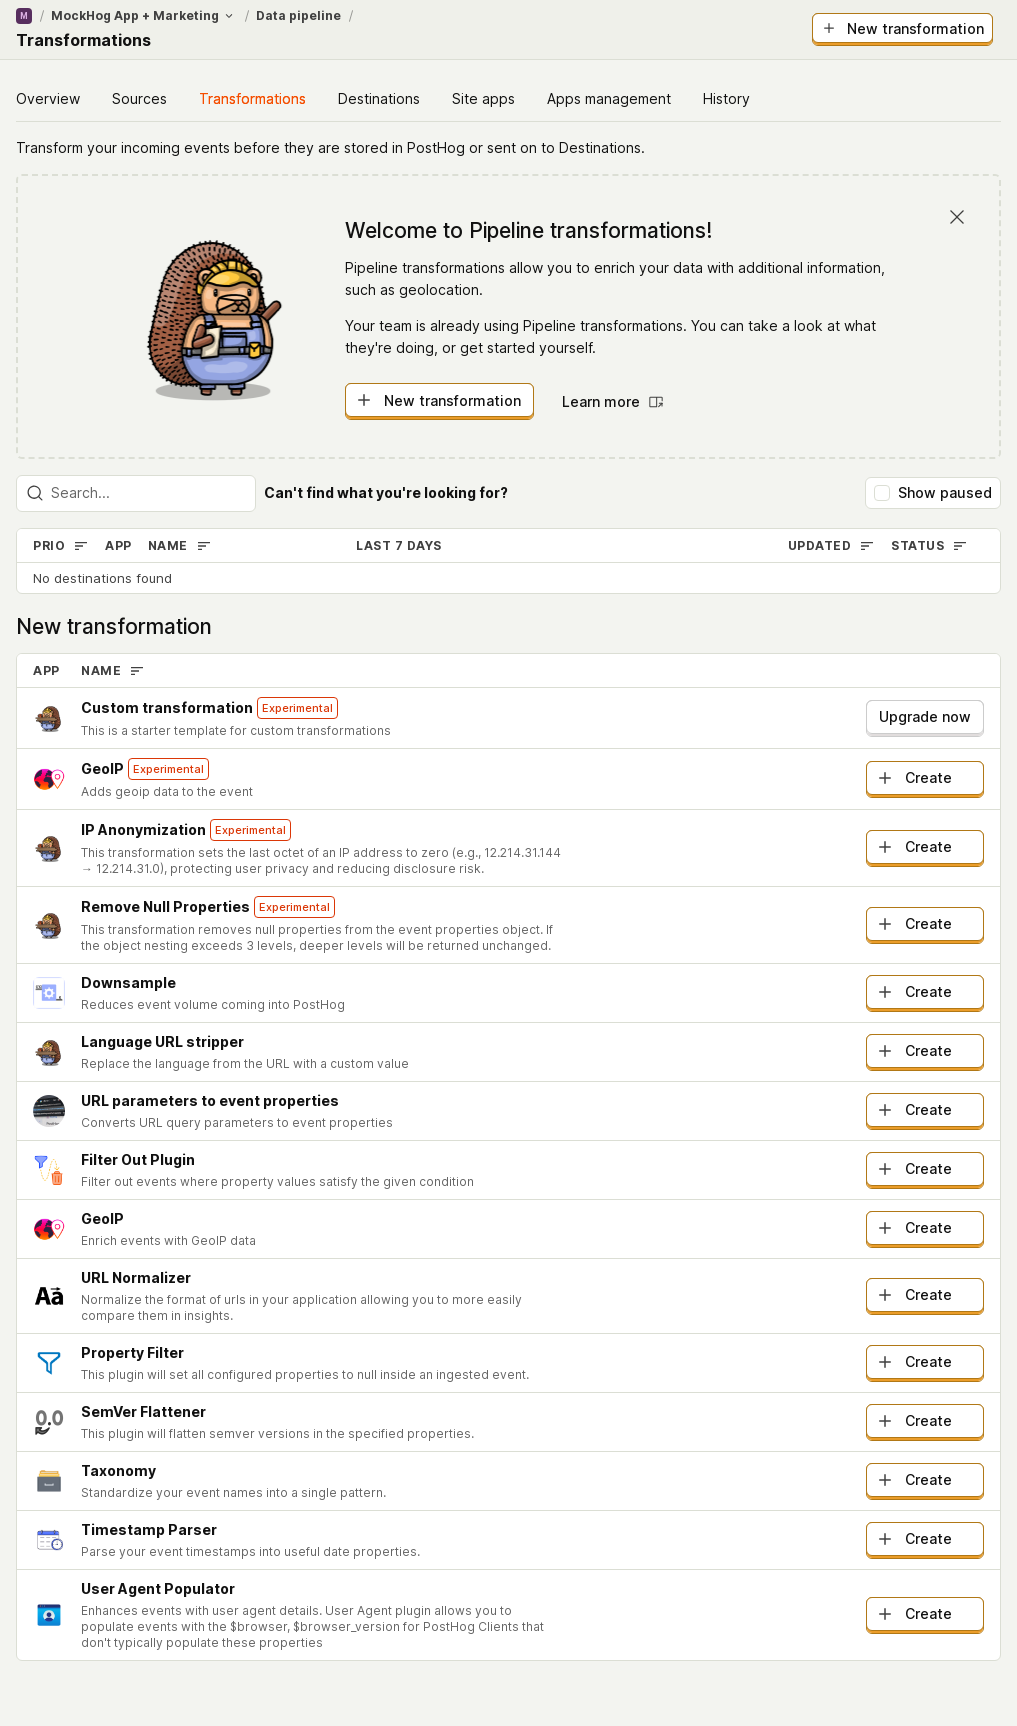 M / MockHog App + Marketing / Data pipeline /
Transformations
New transformation
Overview Sources Transformations Destinations Site apps Apps management History
Transform your incoming events before they are stored in PostHog or sent on to Destinations.
Welcome to Pipeline transformations!
Pipeline transformations allow you to enrich your data with additional information,
such as geolocation.
Your team is already using Pipeline transformations. You can take a look at what
they're doing, or get started yourself.
New transformation Learn more
Search... Can't find what you're looking for? Show paused
PRIO APP NAME LAST 7 DAYS UPDATED STATUS
No destinations found
New transformation
APP NAME
Custom transformation Experimental
This is a starter template for custom transformations
Upgrade now
GeoIP Experimental
Adds geoip data to the event
Create
IP Anonymization Experimental
This transformation sets the last octet of an IP address to zero (e.g., 12.214.31.144
→ 12.214.31.0), protecting user privacy and reducing disclosure risk.
Create
Remove Null Properties Experimental
This transformation removes null properties from the event properties object. If
the object nesting exceeds 3 levels, deeper levels will be returned unchanged.
Create
Downsample
Reduces event volume coming into PostHog
Create
Language URL stripper
Replace the language from the URL with a custom value
Create
URL parameters to event properties
Converts URL query parameters to event properties
Create
Filter Out Plugin
Filter out events where property values satisfy the given condition
Create
GeoIP
Enrich events with GeoIP data
Create
Aa
URL Normalizer
Normalize the format of urls in your application allowing you to more easily
compare them in insights.
Create
Property Filter
This plugin will set all configured properties to null inside an ingested event.
Create
0.0
SemVer Flattener
This plugin will flatten semver versions in the specified properties.
Create
Taxonomy
Standardize your event names into a single pattern.
Create
Timestamp Parser
Parse your event timestamps into useful date properties.
Create
User Agent Populator
Enhances events with user agent details. User Agent plugin allows you to
populate events with the $browser, $browser_version for PostHog Clients that
don't typically populate these properties
Create